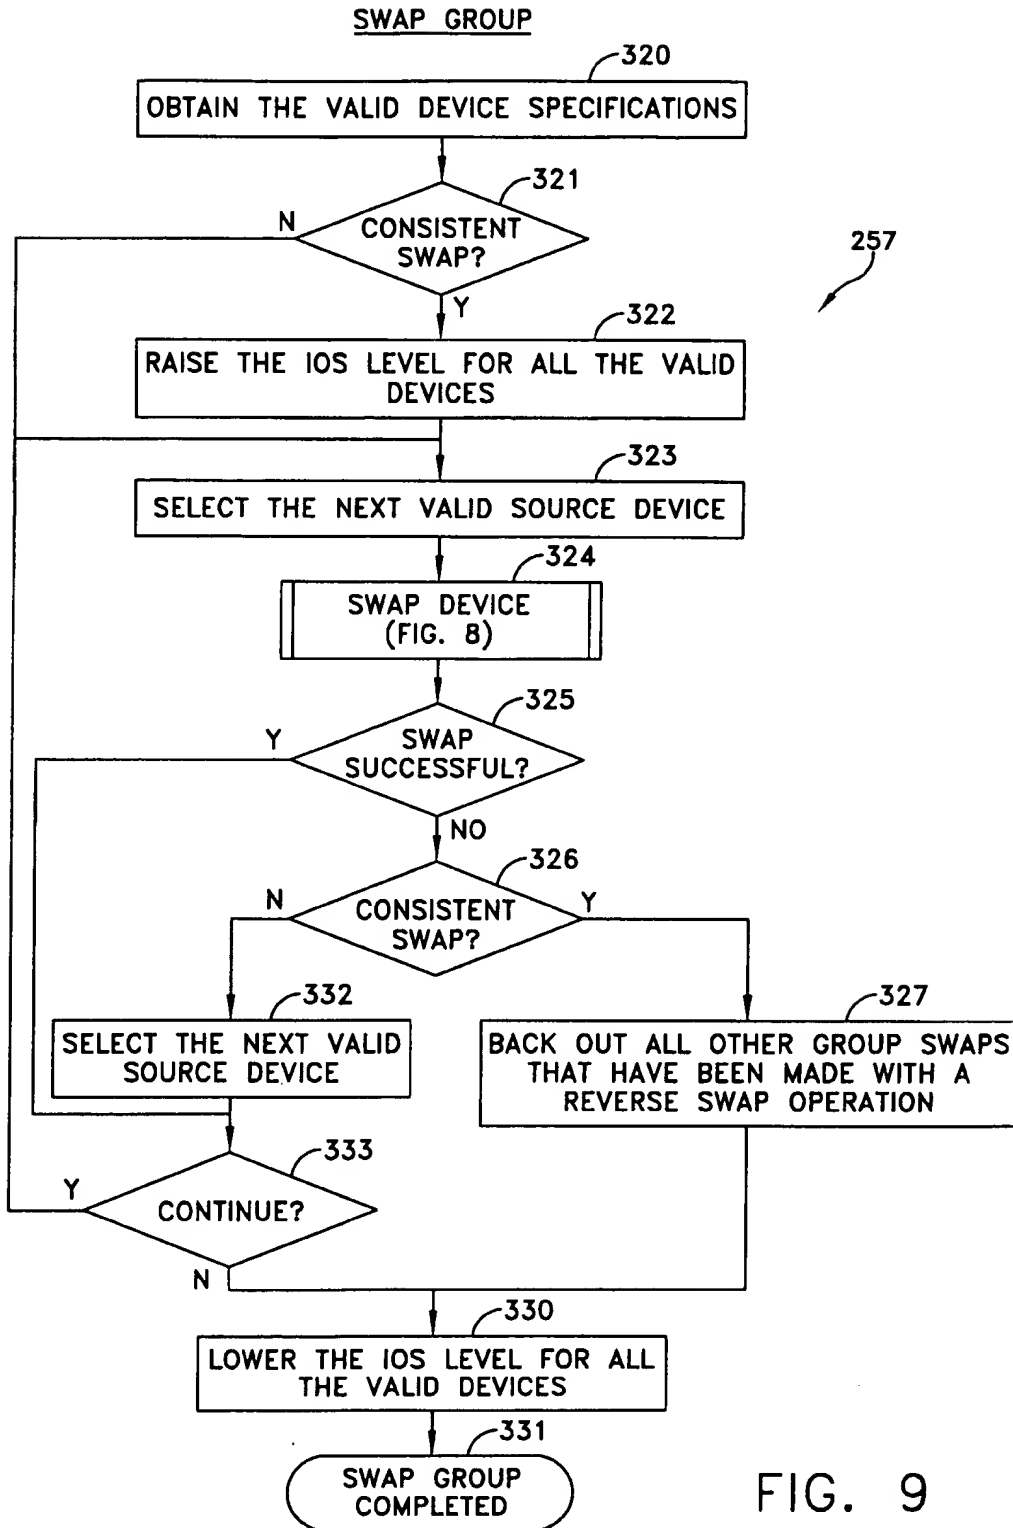 SWAP GROUP
320
OBTAIN THE VALID DEVICE SPECIFICATIONS
321
N
CONSISTENT
SWAP?
257
Y
322
RAISE THE IOS LEVEL FOR ALL THE VALID
DEVICES
323
SELECT THE NEXT VALID SOURCE DEVICE
324
SWAP DEVICE
(FIG. 8)
325
Y
SWAP
SUCCESSFUL?
NO
326
N
CONSISTENT
SWAP?
Y
332
SELECT THE NEXT VALID
SOURCE DEVICE
327
BACK OUT ALL OTHER GROUP SWAPS
THAT HAVE BEEN MADE WITH A
REVERSE SWAP OPERATION
333
Y
CONTINUE?
N
330
LOWER THE IOS LEVEL FOR ALL
THE VALID DEVICES
331
SWAP GROUP
COMPLETED
FIG. 9